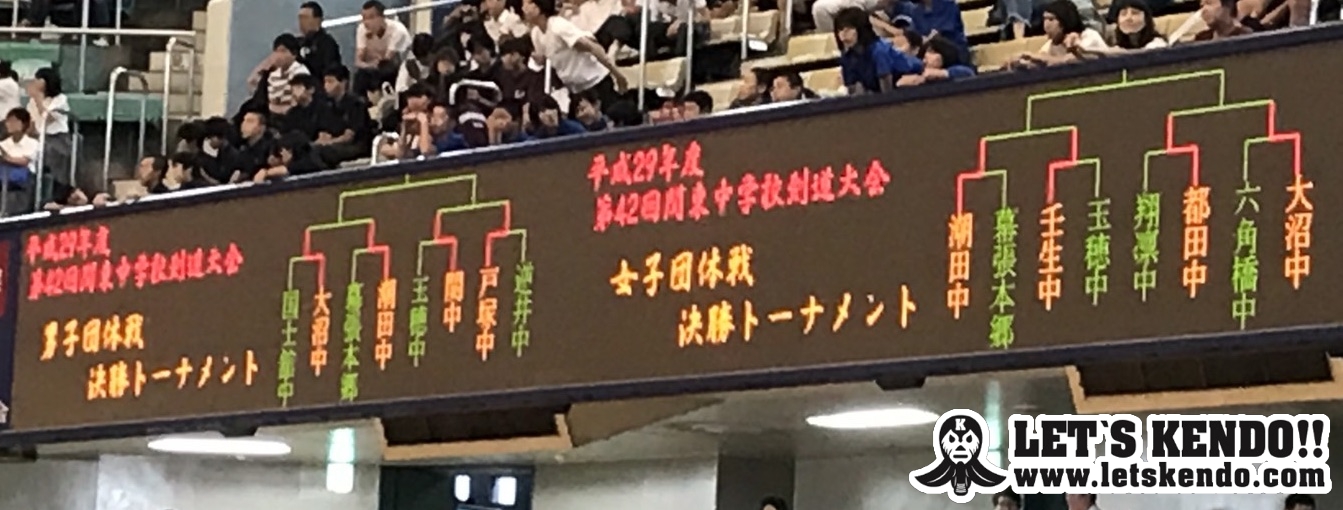 平成29年度
第42回関東中学校剣道大会
男子団体戦
決勝トーナメント
国士舘中
大沼中
幕張本郷
潮田中
玉穂中
関中
戸塚中
逆井中
平成29年度
第42回関東中学校剣道大会
女子団体戦
決勝トーナメント
潮田中
幕張本郷
壬生中
玉穂中
翔凛中
都田中
六角橋中
大沼中
K
LET'S KENDO!!
www.letskendo.com